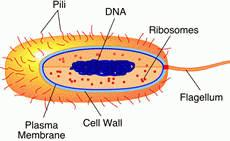 Pili
DNA
Ribosomes
Flagellum
Cell Wall
Plasma
Membrane